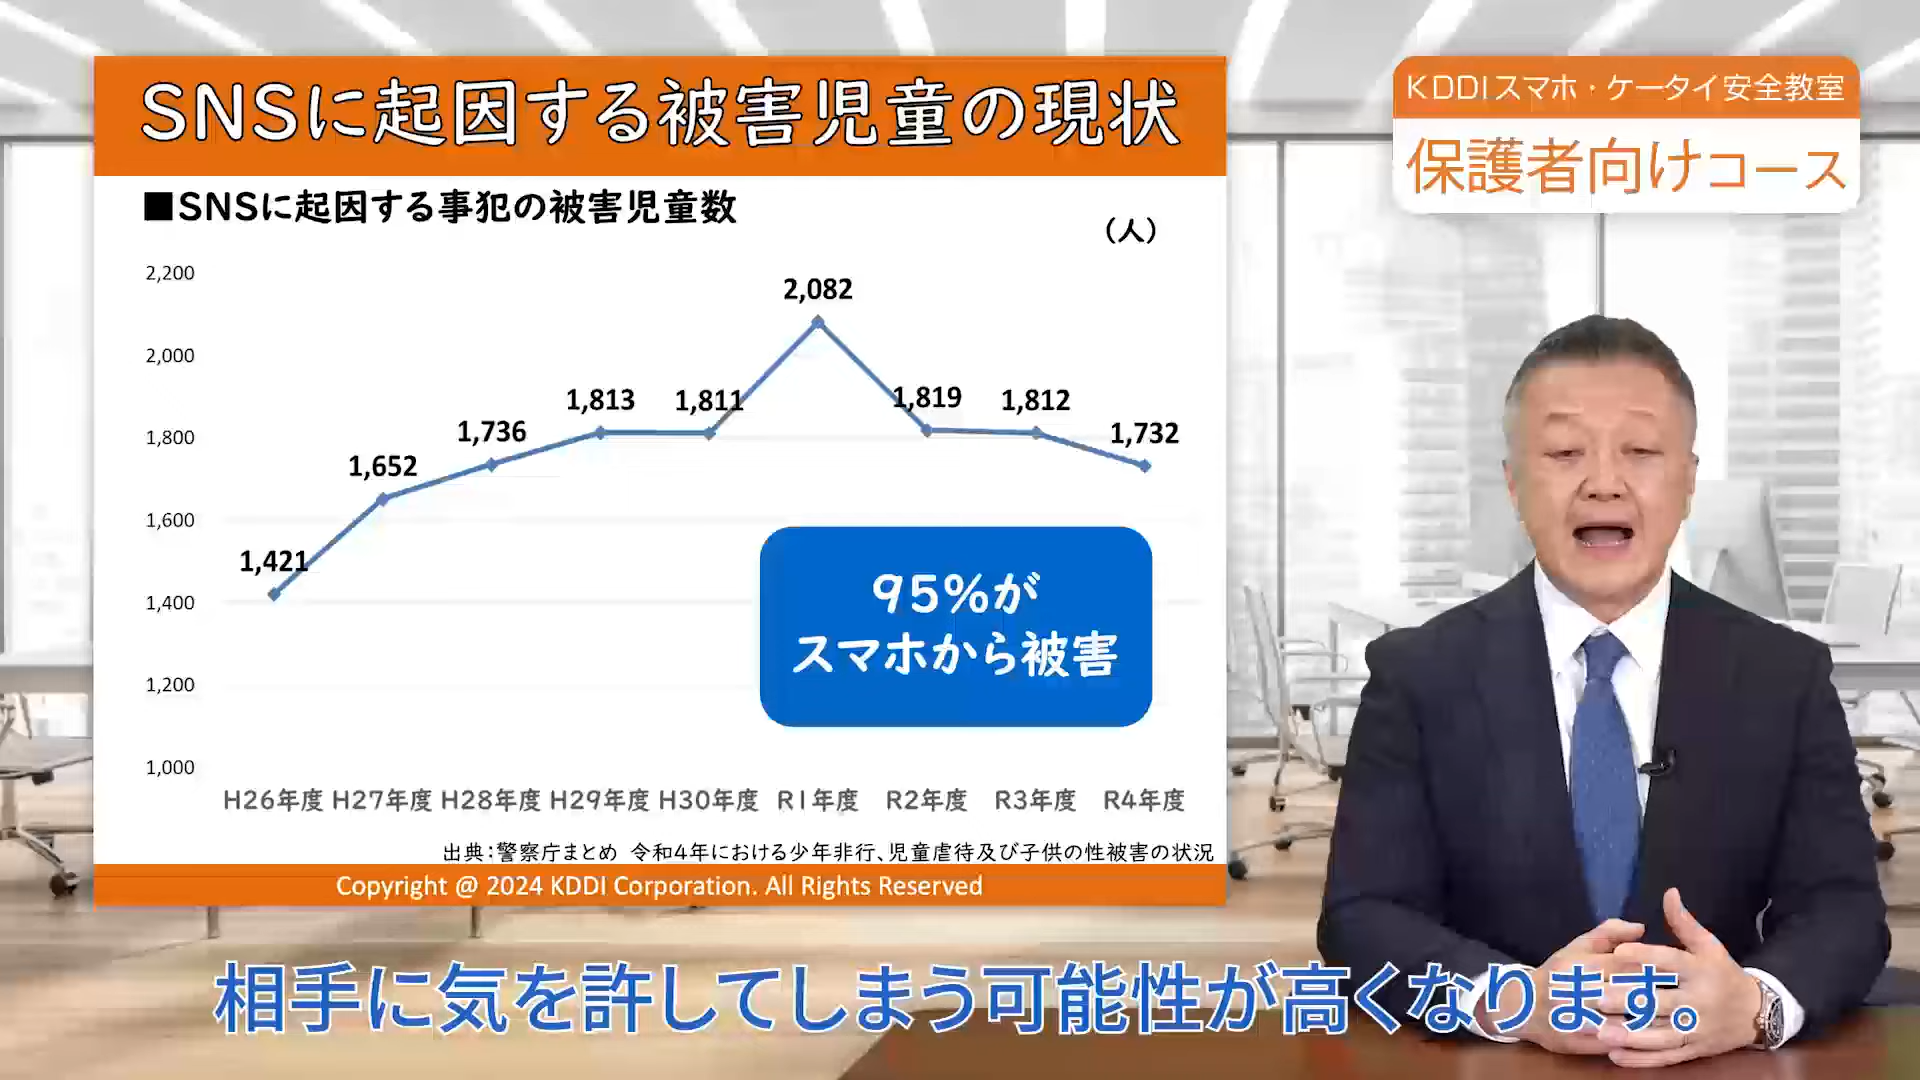 SNSに起因する被害児童の現状
KDDIスマホ・ケータイ安全教室
保護者向けコース
■SNSに起因する事犯の被害児童数
（人）
2,200
2,000
1,800
1,600
1,400
1,200
1,000
1,421
1,652
1,736
1,813
1,811
2,082
1,819
1,812
1,732
95%が
スマホから被害
H26年度 H27年度 H28年度 H29年度 H30年度 R1年度 R2年度 R3年度 R4年度
出典：警察庁まとめ 令和4年における少年非行、児童虐待及び子供の性被害の状況
Copyright @ 2024 KDDI Corporation. All Rights Reserved
相手に気を許してしまう可能性が高くなります。